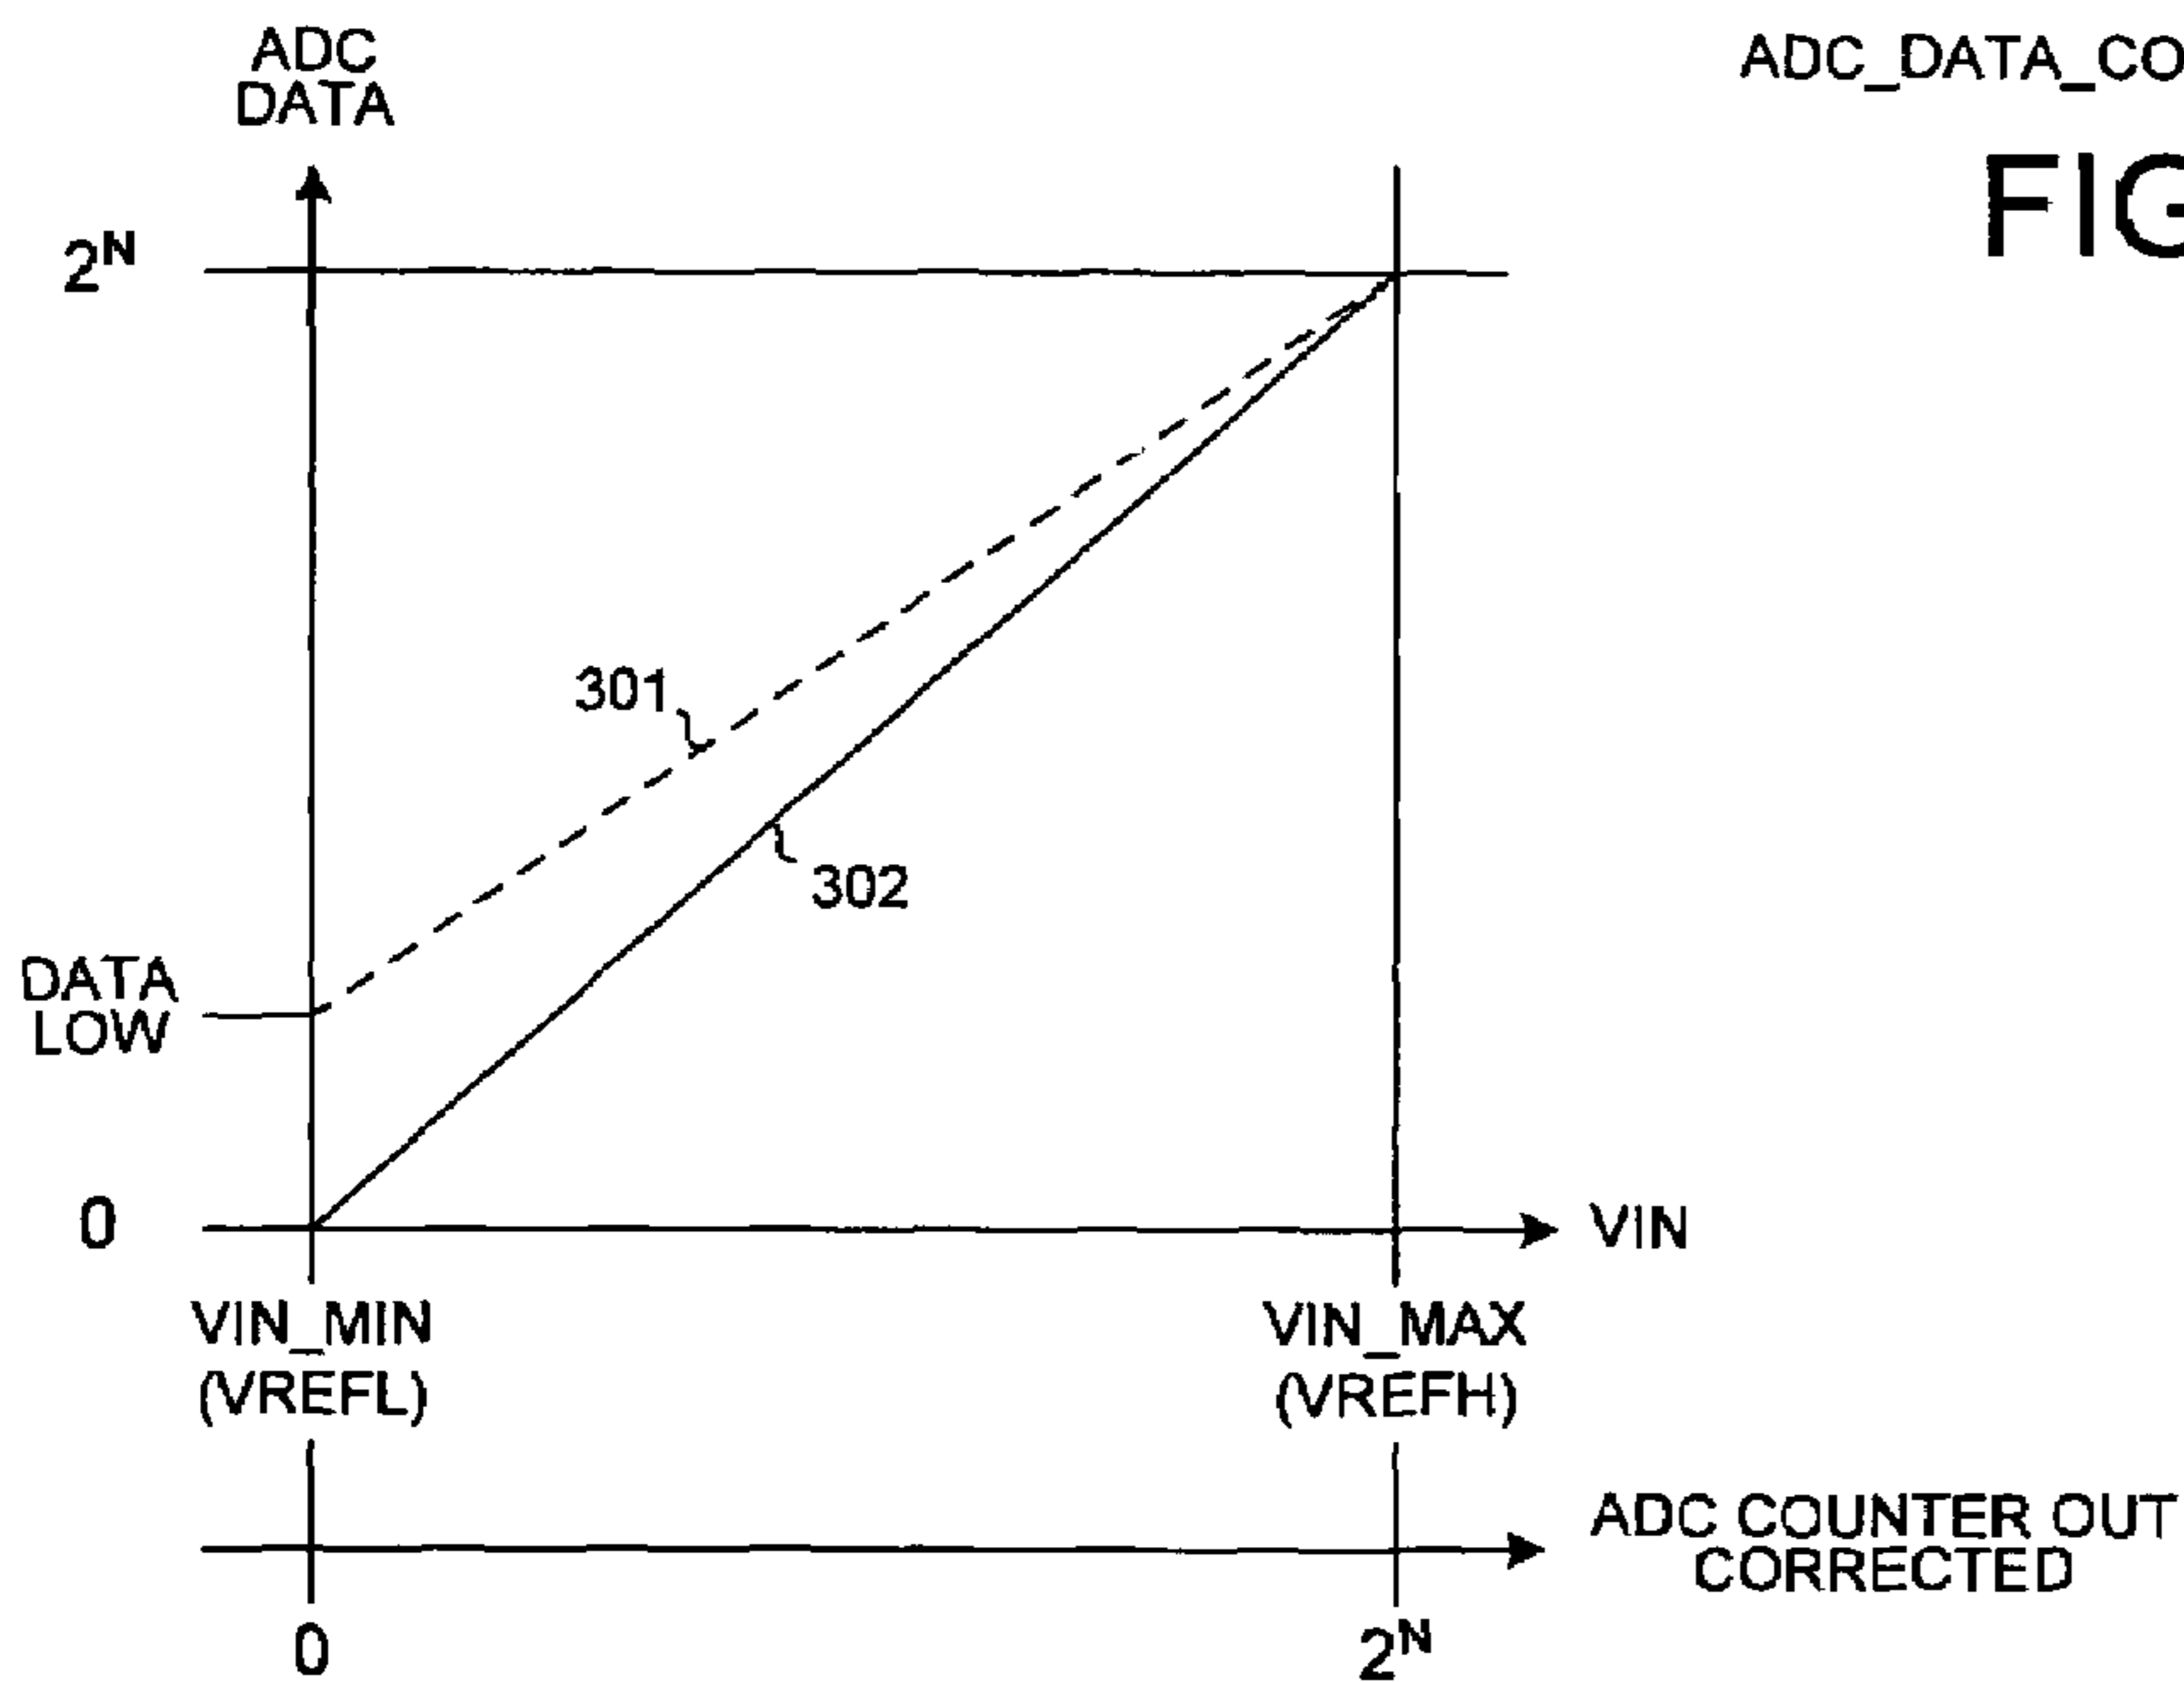 ADC
DATA
ADC_DATA_CO
FIG
2ᴺ
301
302
DATA
LOW
0
VIN
VIN_MIN
(VREFL)
VIN_MAX
(VREFH)
ADC COUNTER OUT
CORRECTED
0
2ᴺ